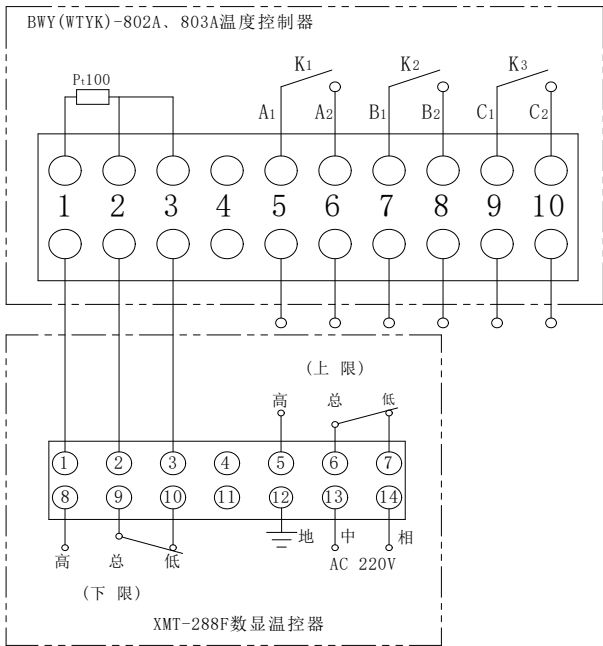 BWY(WTYK)-802A、803A温度控制器
K1 K2 K3
Pt100
A1 A2 B1 B2 C1 C2
1 2 3 4 5 6 7 8 9 10
(上 限)
高 总 低
1 2 3 4 5 6 7
8 9 10 11 12 13 14
地 中 相
高 总 低 AC 220V
(下 限)
XMT-288F数显温控器